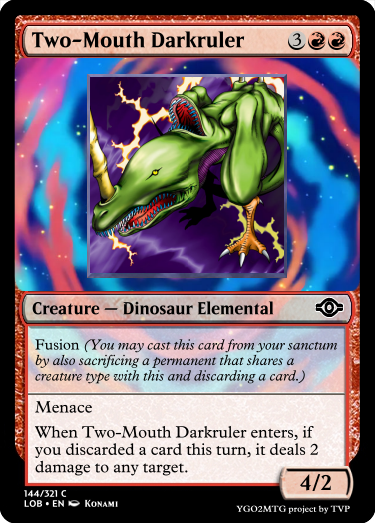 Two-Mouth Darkruler 3
Creature — Dinosaur Elemental
Fusion (You may cast this card from your sanctum
by also sacrificing a permanent that shares a
creature type with this and discarding a card.)
Menace
When Two-Mouth Darkruler enters, if
you discarded a card this turn, it deals 2
damage to any target.
4/2
144/321 C
LOB • EN Konami
YGO2MTG project by TVP